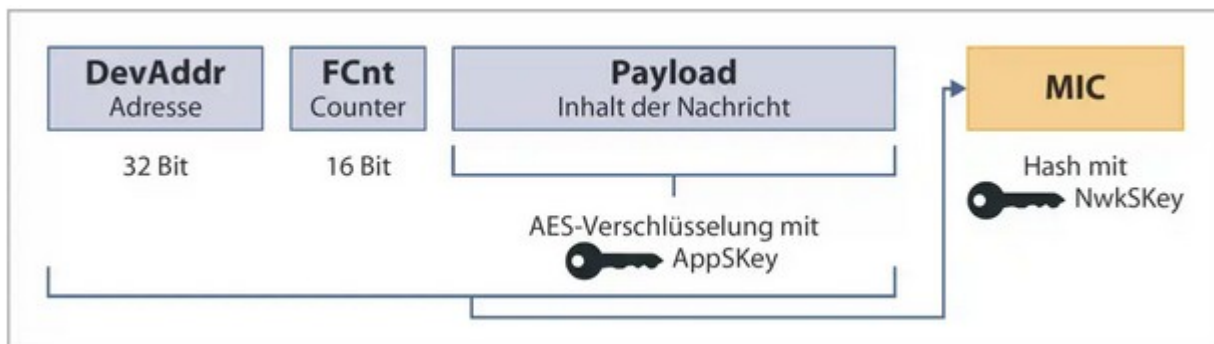 DevAddr
Adresse
32 Bit
FCnt
Counter
16 Bit
Payload
Inhalt der Nachricht
AES-Verschlüsselung mit
AppSKey
MIC
Hash mit
NwkSKey